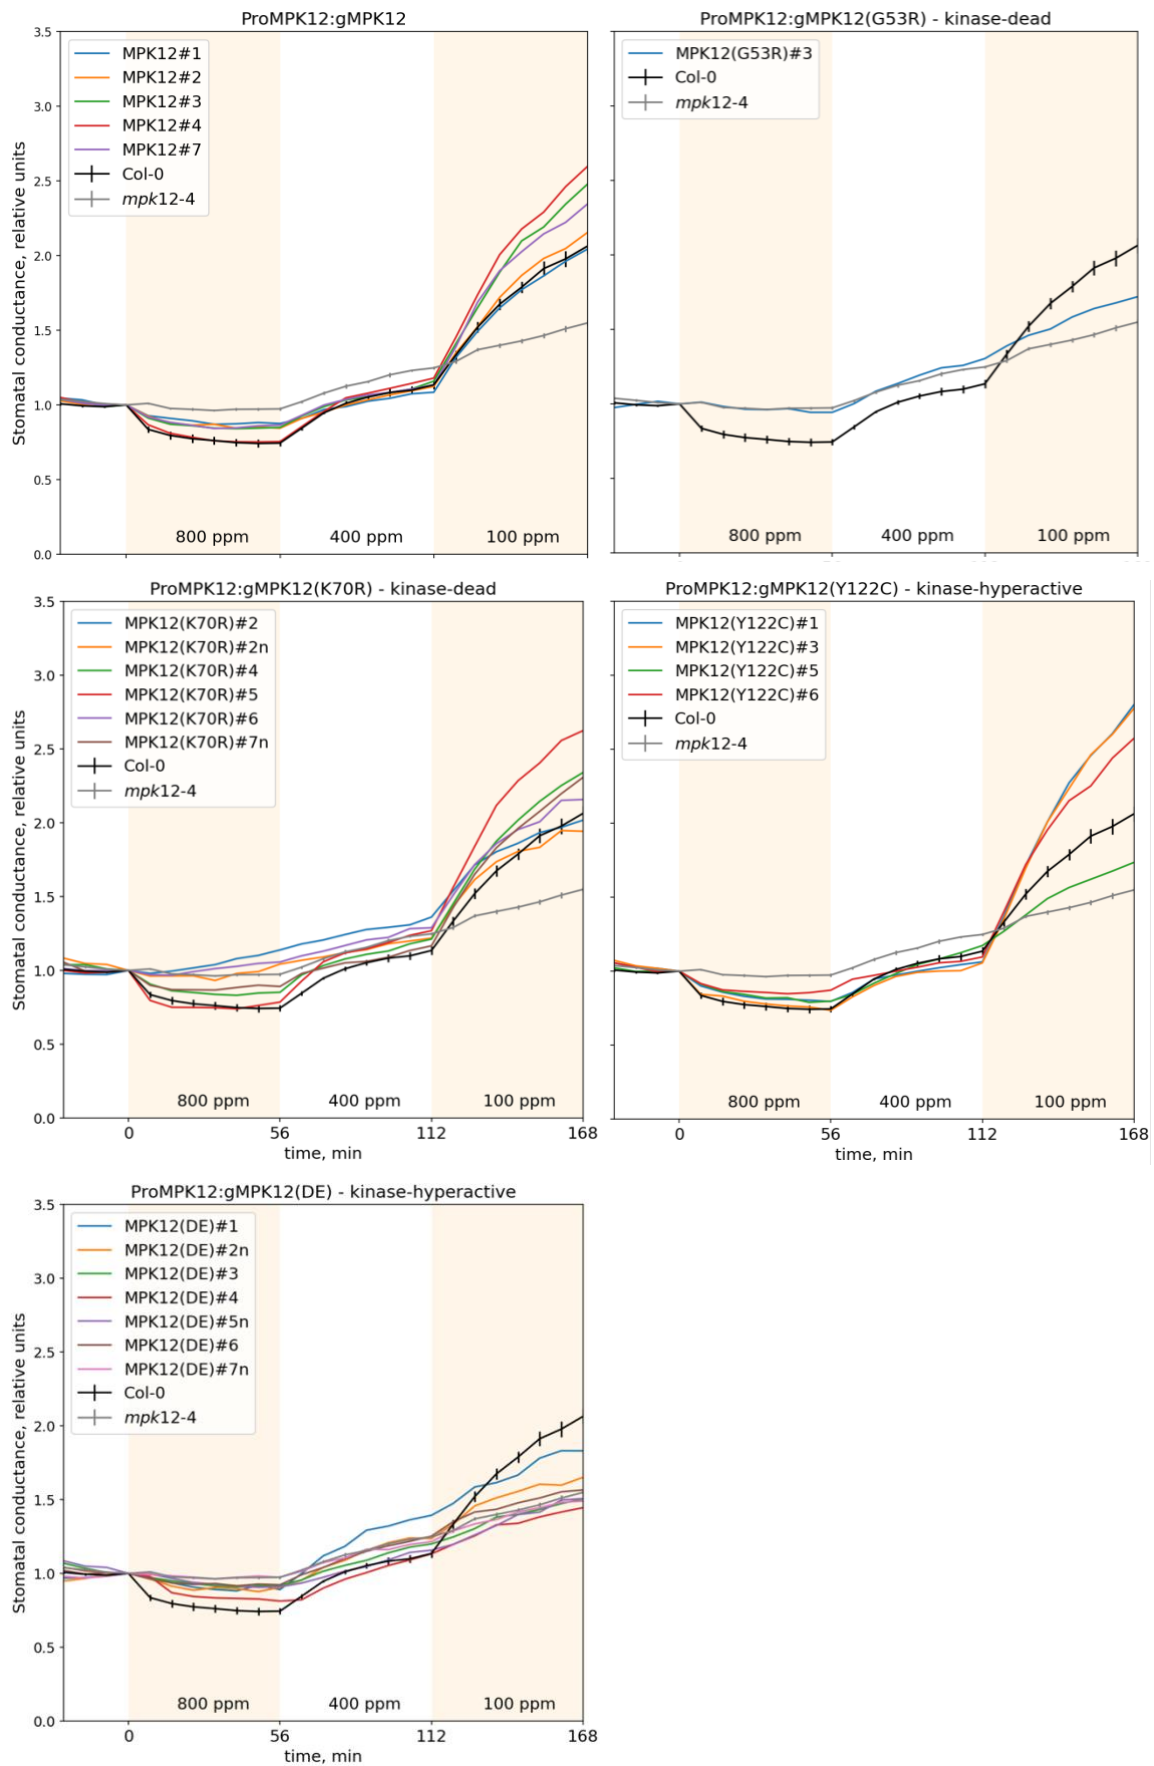 ProMPK12:gMPK12
3.5
3.0
2.5
2.0
1.5
1.0
0.5
0.0
Stomatal conductance, relative units
MPK12#1
MPK12#2
MPK12#3
MPK12#4
MPK12#7
Col-0
mpk12-4
800 ppm
400 ppm
100 ppm
ProMPK12:gMPK12(G53R) - kinase-dead
MPK12(G53R)#3
Col-0
mpk12-4
800 ppm
400 ppm
100 ppm
ProMPK12:gMPK12(K70R) - kinase-dead
3.5
3.0
2.5
2.0
1.5
1.0
0.5
0.0
Stomatal conductance, relative units
MPK12(K70R)#2
MPK12(K70R)#2n
MPK12(K70R)#4
MPK12(K70R)#5
MPK12(K70R)#6
MPK12(K70R)#7n
Col-0
mpk12-4
800 ppm
400 ppm
100 ppm
0
56
112
168
time, min
ProMPK12:gMPK12(Y122C) - kinase-hyperactive
MPK12(Y122C)#1
MPK12(Y122C)#3
MPK12(Y122C)#5
MPK12(Y122C)#6
Col-0
mpk12-4
800 ppm
400 ppm
100 ppm
0
56
112
168
time, min
ProMPK12:gMPK12(DE) - kinase-hyperactive
3.5
3.0
2.5
2.0
1.5
1.0
0.5
0.0
Stomatal conductance, relative units
MPK12(DE)#1
MPK12(DE)#2n
MPK12(DE)#3
MPK12(DE)#4
MPK12(DE)#5n
MPK12(DE)#6
MPK12(DE)#7n
Col-0
mpk12-4
800 ppm
400 ppm
100 ppm
0
56
112
168
time, min